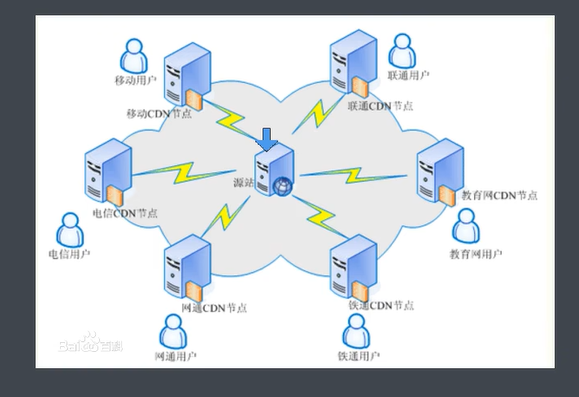 移动用户
移动CDN节点
联通用户
联通CDN节点
源站
电信CDN节点
电信用户
教育网CDN节点
教育网用户
网通CDN节点
网通用户
铁通CDN节点
铁通用户
Bai百科